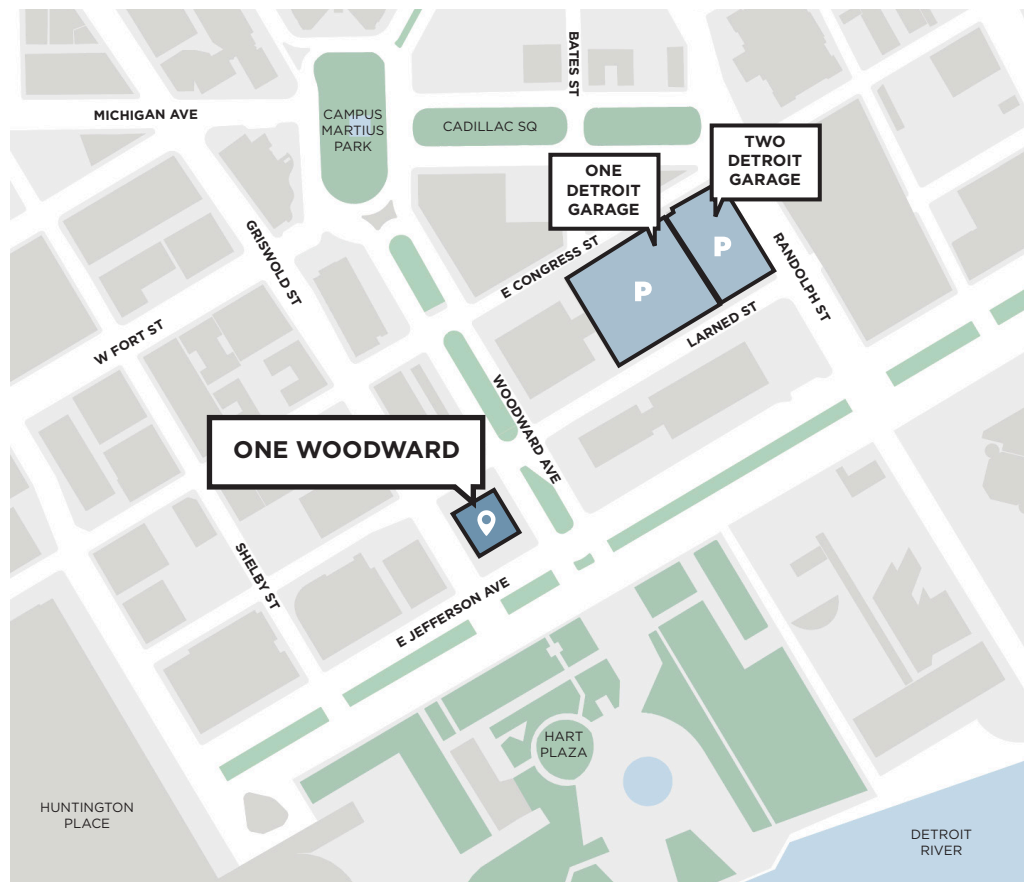 BATES ST
MICHIGAN AVE
CAMPUS
MARTIUS
PARK
CADILLAC SQ
TWO
DETROIT
GARAGE
ONE
DETROIT
GARAGE
GRISWOLD ST
E CONGRESS ST
P
P
RANDOLPH ST
LARNED ST
W FORT ST
WOODWARD AVE
ONE WOODWARD
SHELBY ST
E JEFFERSON AVE
HART
PLAZA
HUNTINGTON
PLACE
DETROIT
RIVER